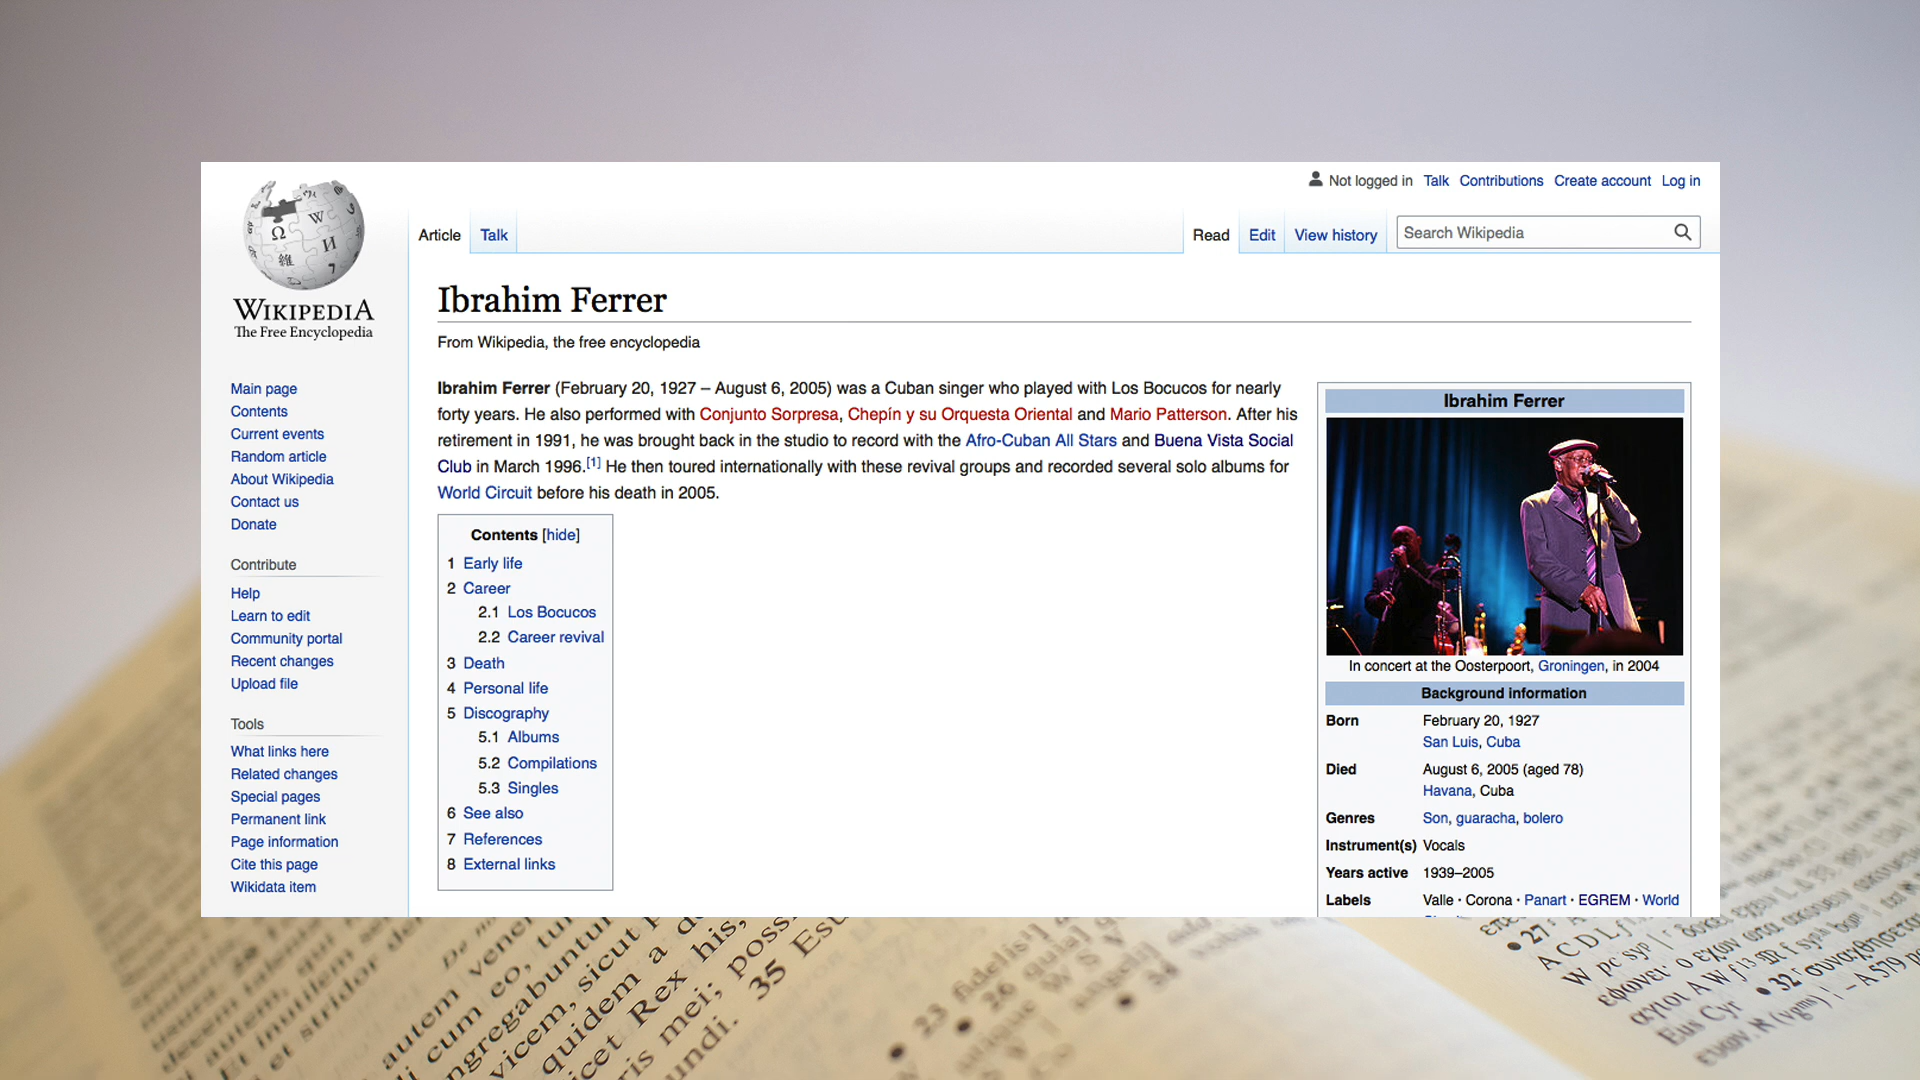 Not logged in Talk Contributions Create account Log in
Article Talk Read Edit View history Search Wikipedia
WIKIPEDIA
The Free Encyclopedia
Main page
Contents
Current events
Random article
About Wikipedia
Contact us
Donate
Contribute
Help
Learn to edit
Community portal
Recent changes
Upload file
Tools
What links here
Related changes
Special pages
Permanent link
Page information
Cite this page
Wikidata item
Ibrahim Ferrer
From Wikipedia, the free encyclopedia
Ibrahim Ferrer (February 20, 1927 – August 6, 2005) was a Cuban singer who played with Los Bocucos for nearly
forty years. He also performed with Conjunto Sorpresa, Chepín y su Orquesta Oriental and Mario Patterson. After his
retirement in 1991, he was brought back in the studio to record with the Afro-Cuban All Stars and Buena Vista Social
Club in March 1996.[1] He then toured internationally with these revival groups and recorded several solo albums for
World Circuit before his death in 2005.
Contents [hide]
1 Early life
2 Career
2.1 Los Bocucos
2.2 Career revival
3 Death
4 Personal life
5 Discography
5.1 Albums
5.2 Compilations
5.3 Singles
6 See also
7 References
8 External links
Ibrahim Ferrer
In concert at the Oosterpoort, Groningen, in 2004
Background information
Born February 20, 1927
San Luis, Cuba
Died August 6, 2005 (aged 78)
Havana, Cuba
Genres Son, guaracha, bolero
Instrument(s) Vocals
Years active 1939–2005
Labels Valle · Corona · Panart · EGREM · World
autem
cum eo,
vicem, sicut
quidem a
Rex his,
mei;
35